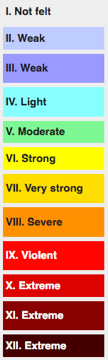 I. Not felt
II. Weak
III. Weak
IV. Light
V. Moderate
VI. Strong
VII. Very strong
VIII. Severe
IX. Violent
X. Extreme
XI. Extreme
XII. Extreme